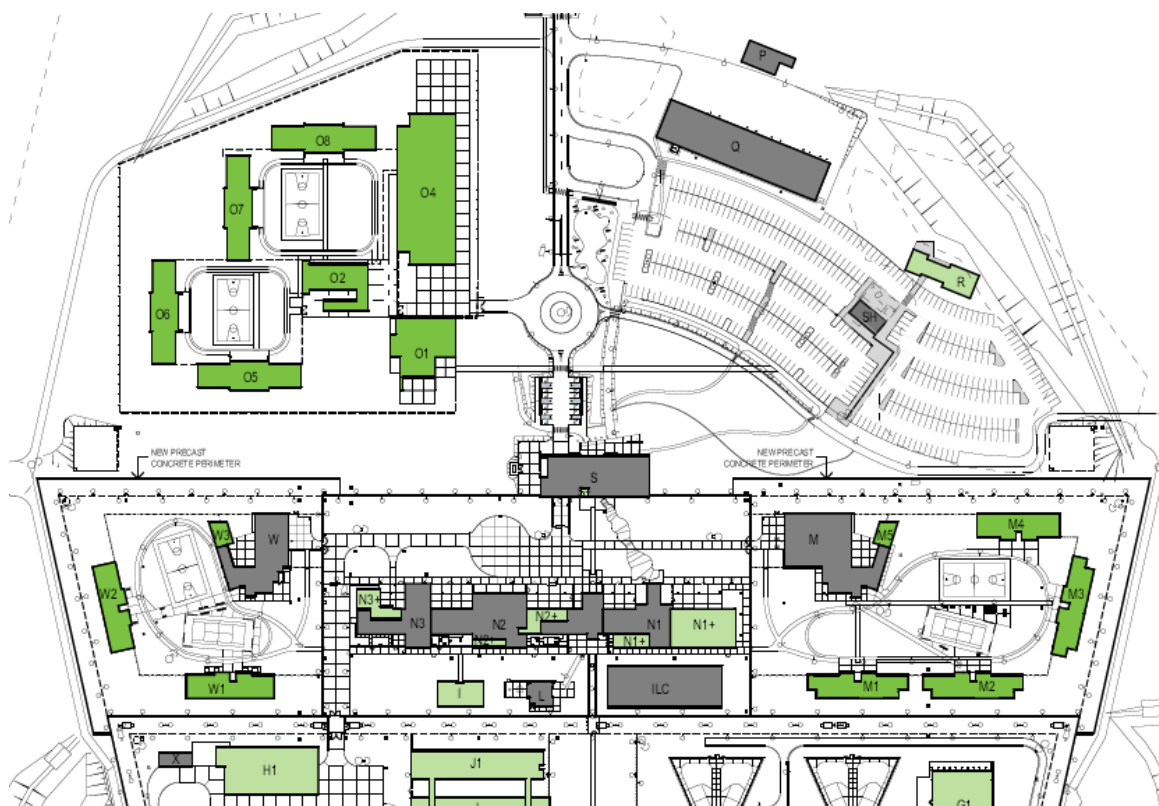 P
Q
O8
O4
O7
O2
R
SH
O6
O1
O5
NEW PRECAST
CONCRETE PERIMETER
NEW PRECAST
CONCRETE PERIMETER
S
W3
W
M
M5
M4
W2
N3+
N3
N2
N2+
N2+
N1
N1+
N1+
M3
W1
I
L
ILC
M1
M2
X
H1
J1
G1